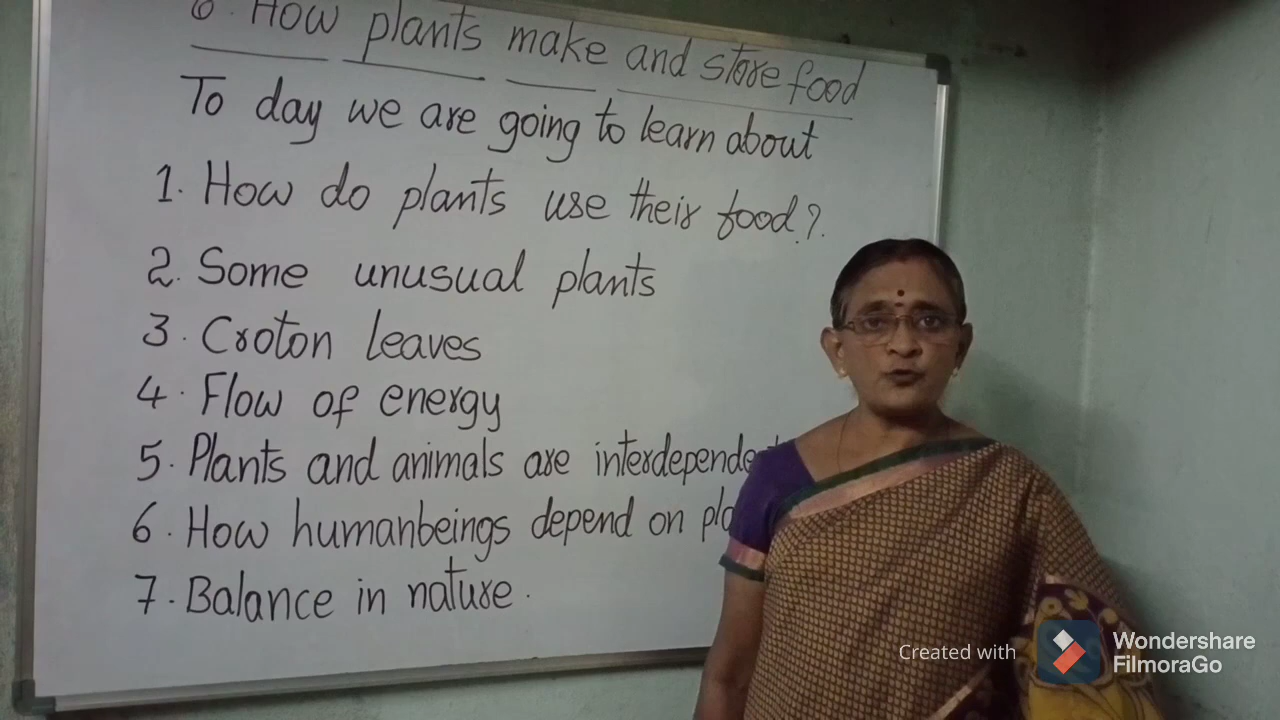 6. How plants make and store food
To day we are going to learn about
1. How do plants use their food?.
2. Some unusual plants
3. Croton leaves
4. Flow of energy
5. Plants and animals are
6. How humanbeings depend on
7. Balance in nature.
Created with Wondershare FilmoraGo